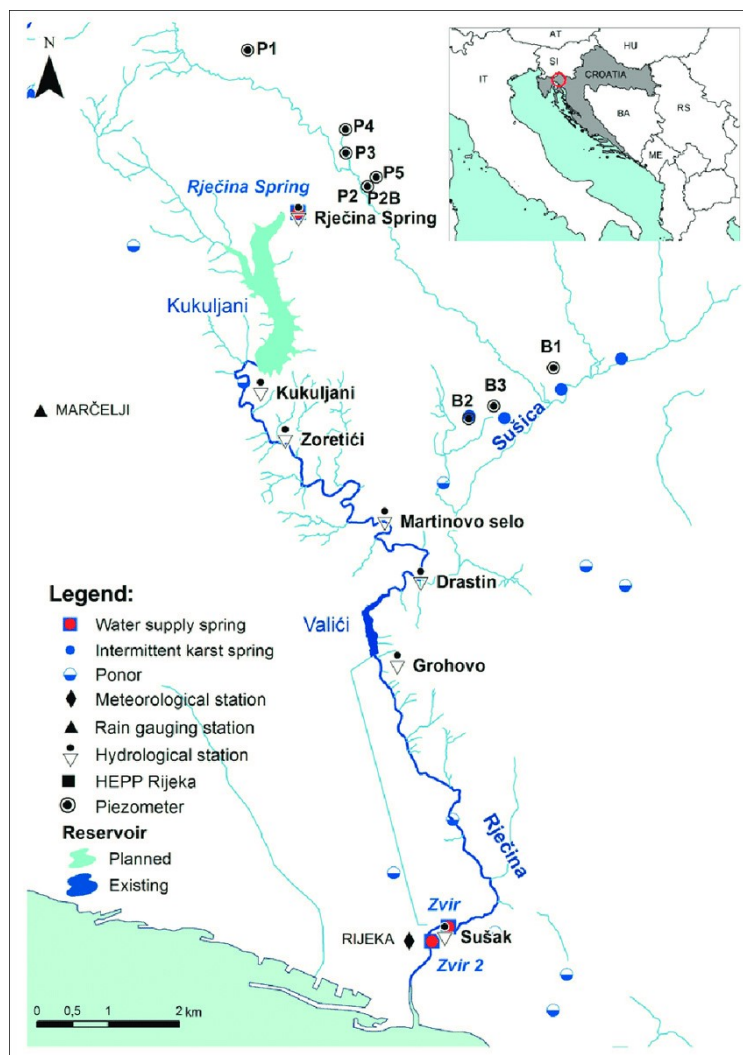 N
P1
P4
P3
P5
P2
P2B
Rječina Spring
Rječina Spring
AT
HU
SI
CROATIA
IT
BA
RS
ME
Kukuljani
B1
B3
B2
Sušica
MARČELJI
Kukuljani
Zoretići
Martinovo selo
Drastin
Valići
Grohovo
Legend:
Water supply spring
Intermittent karst spring
Ponor
Meteorological station
Rain gauging station
Hydrological station
HEPP Rijeka
Piezometer
Reservoir
Planned
Existing
Rječina
Zvir
RIJEKA
Sušak
Zvir 2
0 0,5 1 2 km